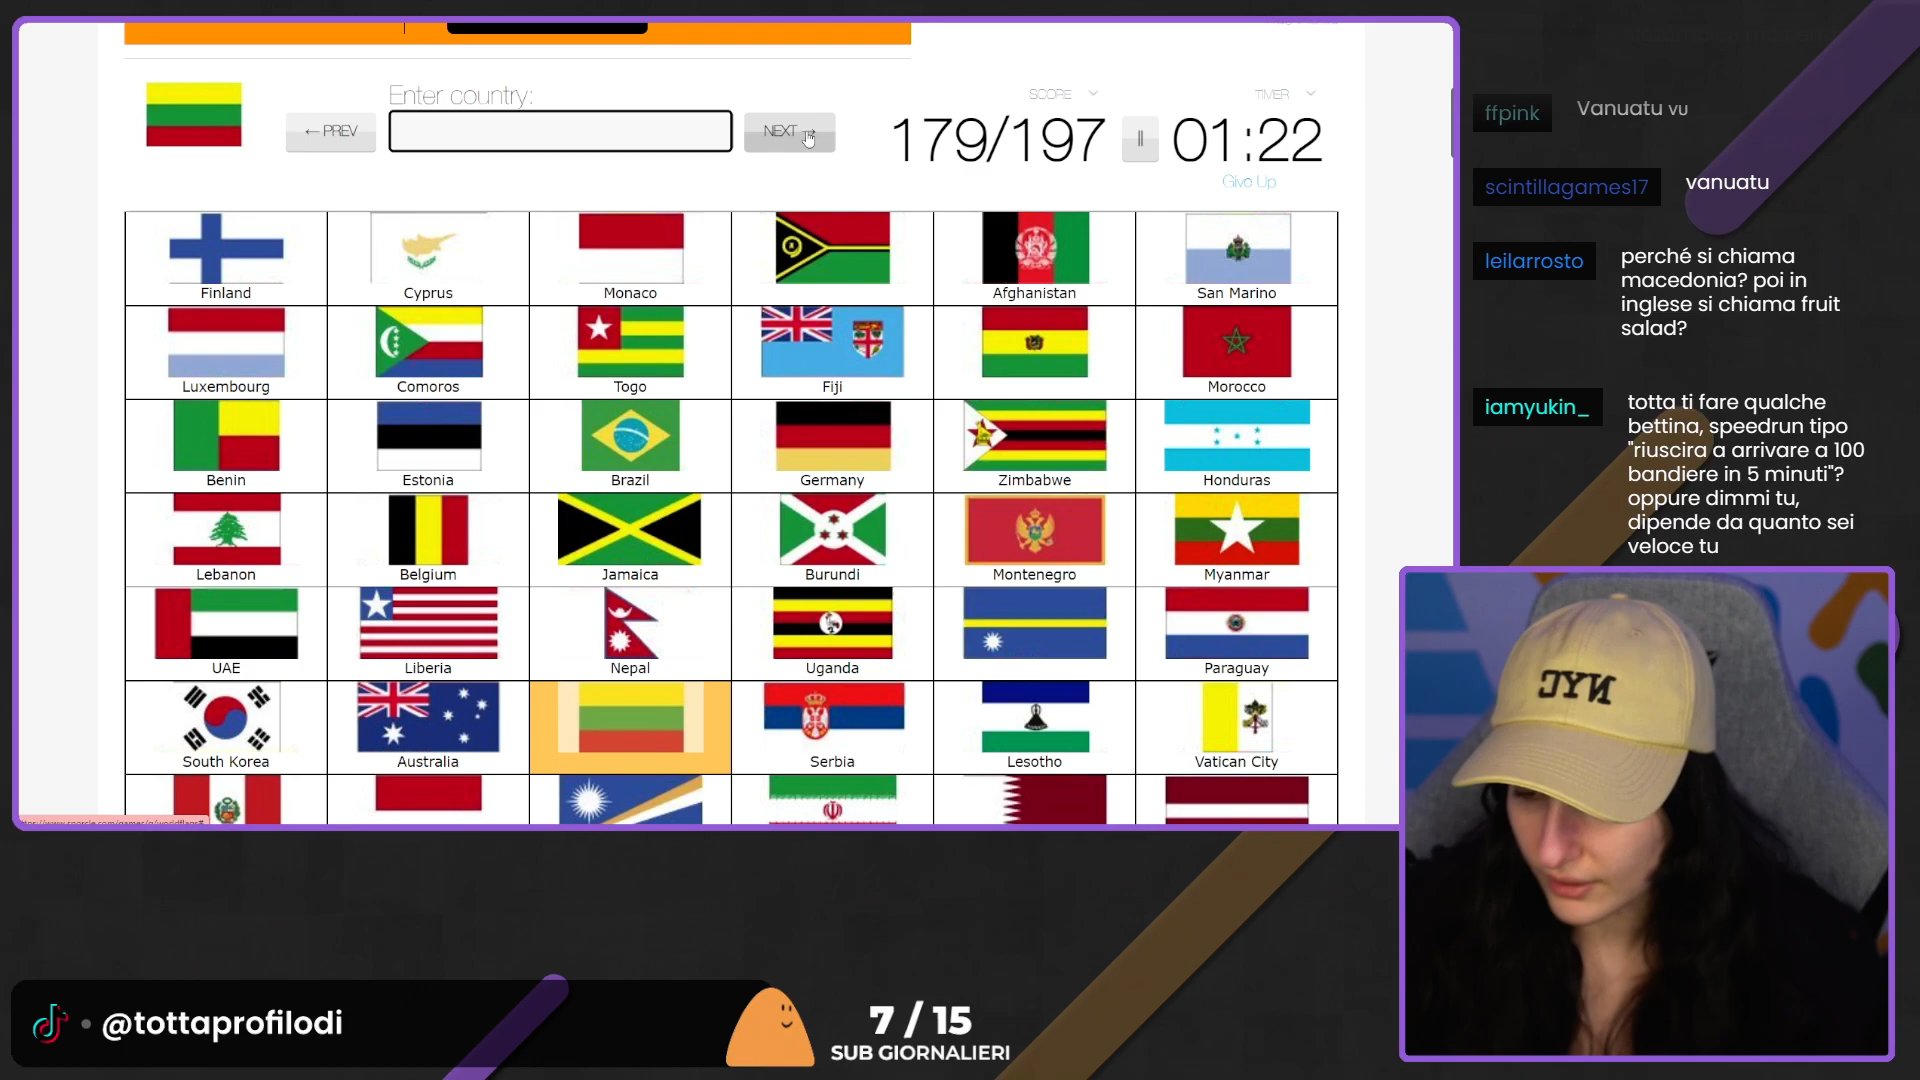 Enter country:
← PREV
NEXT →
SCORE
TIMER
179/197
01:22
Give Up
Finland
Cyprus
Monaco
Afghanistan
San Marino
Luxembourg
Comoros
Togo
Fiji
Morocco
Benin
Estonia
Brazil
Germany
Zimbabwe
Honduras
Lebanon
Belgium
Jamaica
Burundi
Montenegro
Myanmar
UAE
Liberia
Nepal
Uganda
Paraguay
South Korea
Australia
Serbia
Lesotho
Vatican City
ffpink Vanuatu vu
scintillagames17 vanuatu
leilarrosto perché si chiama
macedonia? poi in
inglese si chiama fruit
salad?
iamyukin_ totta ti fare qualche
bettina, speedrun tipo
"riuscira a arrivare a 100
bandiere in 5 minuti"?
oppure dimmi tu,
dipende da quanto sei
veloce tu
NYC
@tottaprofilodi
7 / 15
SUB GIORNALIERI